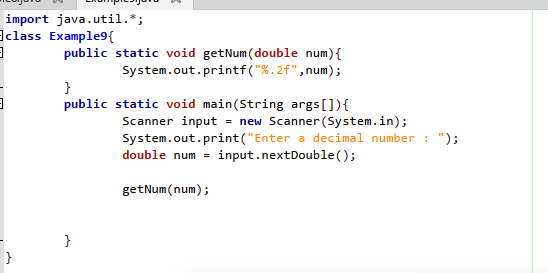 import java.util.*;
class Example9{
public static void getNum(double num){
System.out.printf("%.2f",num);
}
public static void main(String args[]){
Scanner input = new Scanner(System.in);
System.out.print("Enter a decimal number : ");
double num = input.nextDouble();
getNum(num);
}
}